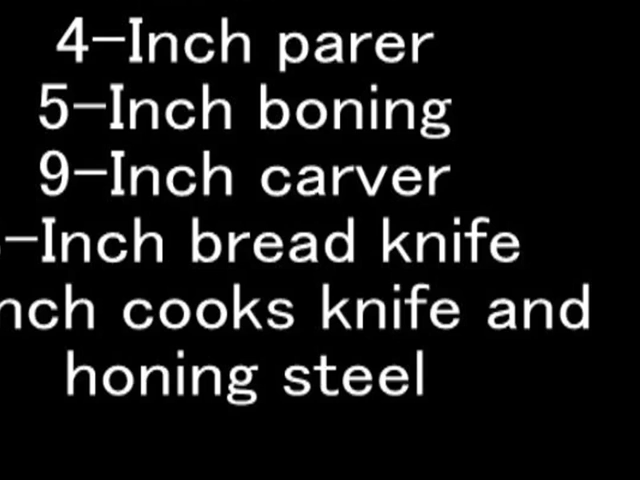 4-Inch parer
5-Inch boning
9-Inch carver
-Inch bread knife
nch cooks knife and
honing steel